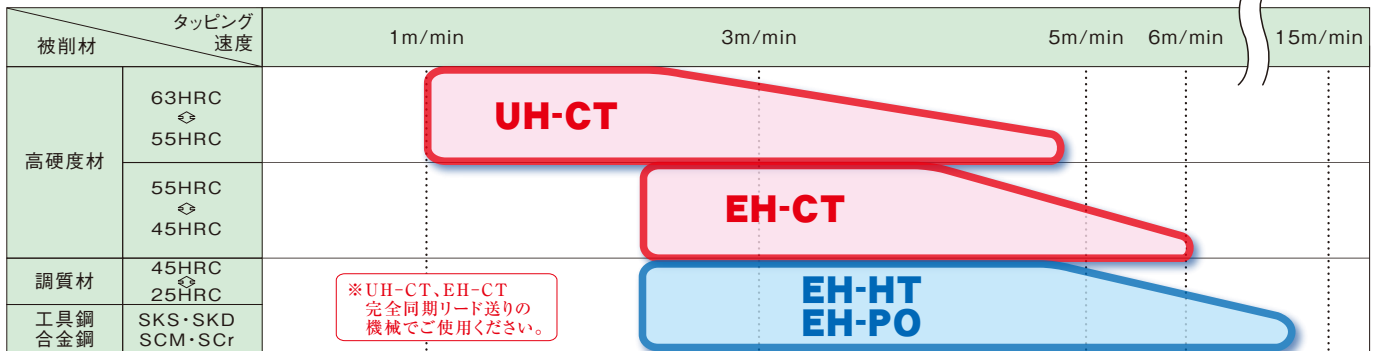 タッピング
速度
被削材
1m/min
3m/min
5m/min
6m/min
15m/min
高硬度材
63HRC
55HRC
UH-CT
55HRC
45HRC
EH-CT
調質材
45HRC
25HRC
工具鋼
合金鋼
SKS・SKD
SCM・SCr
※UH-CT、EH-CT
完全同期リード送りの
機械でご使用ください。
EH-HT
EH-PO